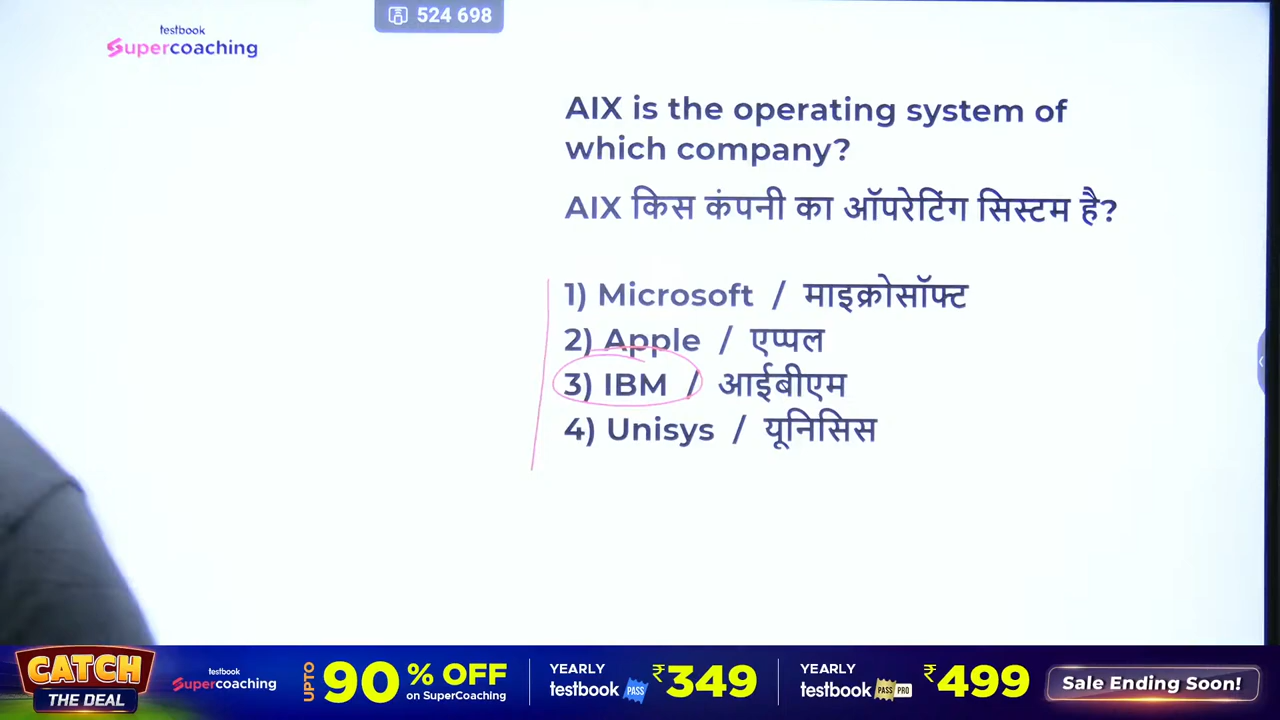 testbook
Supercoaching
524 698
AIX is the operating system of
which company?
AIX किस कंपनी का ऑपरेटिंग सिस्टम है?
1) Microsoft / माइक्रोसॉफ्ट
2) Apple / एप्पल
3) IBM / आईबीएम
4) Unisys / यूनिसिस
CATCH
THE DEAL
testbook
Supercoaching
UPTO
90% OFF
on SuperCoaching
YEARLY
testbook PASS
₹349
YEARLY
testbook PASS PRO
₹499
Sale Ending Soon!